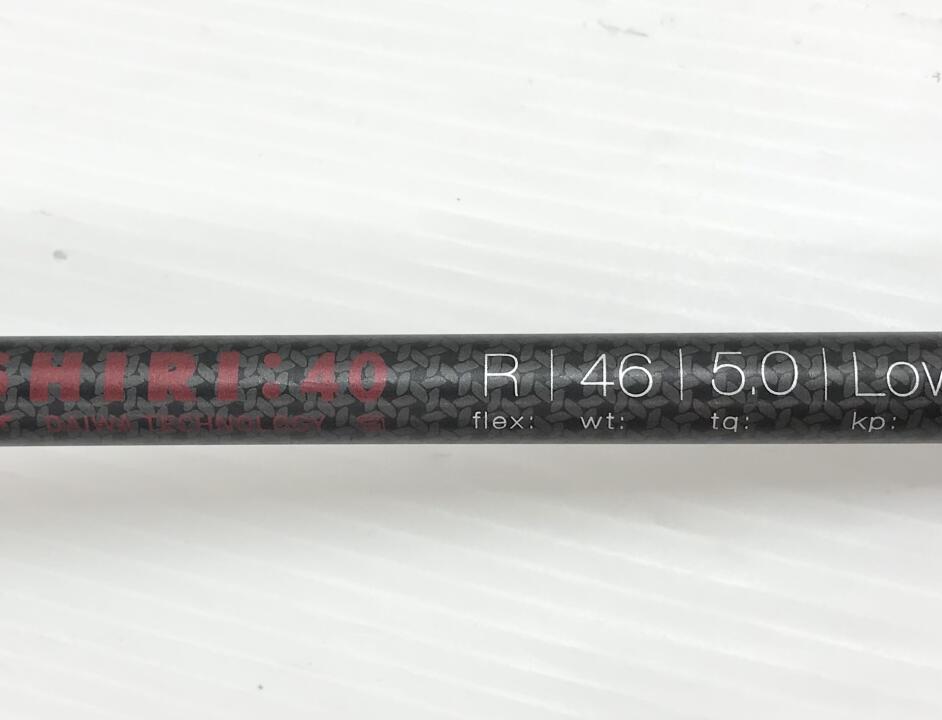 SHIRI:40
R | 46 | 5.0 | Low
flex: wt: tq: kp:
DAIWA TECHNOLOGY